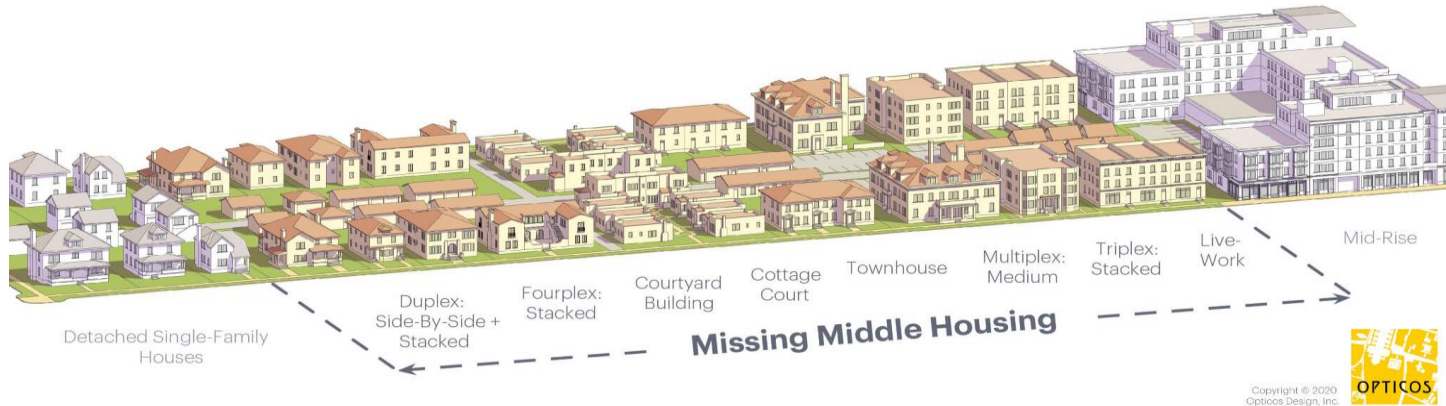 Detached Single-Family
Houses
Duplex:
Side-By-Side +
Stacked
Fourplex:
Stacked
Courtyard
Building
Cottage
Court
Townhouse
Multiplex:
Medium
Triplex:
Stacked
Live-
Work
Mid-Rise
Missing Middle Housing
Copyright © 2020
Opticos Design, Inc.
OPTICOS